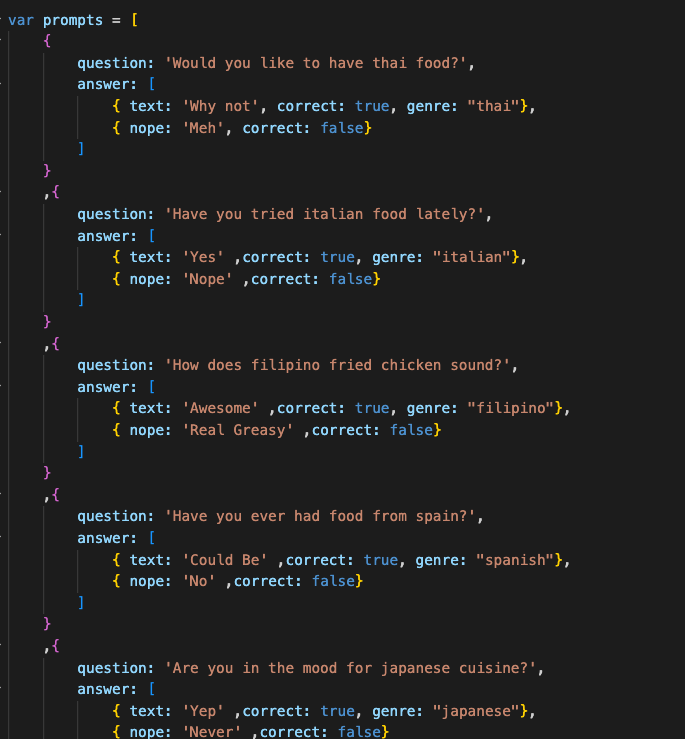 var prompts = [
{
question: 'Would you like to have thai food?',
answer: [
{ text: 'Why not', correct: true, genre: "thai"},
{ nope: 'Meh', correct: false}
]
}
,{
question: 'Have you tried italian food lately?',
answer: [
{ text: 'Yes' ,correct: true, genre: "italian"},
{ nope: 'Nope' ,correct: false}
]
}
,{
question: 'How does filipino fried chicken sound?',
answer: [
{ text: 'Awesome' ,correct: true, genre: "filipino"},
{ nope: 'Real Greasy' ,correct: false}
]
}
,{
question: 'Have you ever had food from spain?',
answer: [
{ text: 'Could Be' ,correct: true, genre: "spanish"},
{ nope: 'No' ,correct: false}
]
}
,{
question: 'Are you in the mood for japanese cuisine?',
answer: [
{ text: 'Yep' ,correct: true, genre: "japanese"},
{ nope: 'Never' ,correct: false}